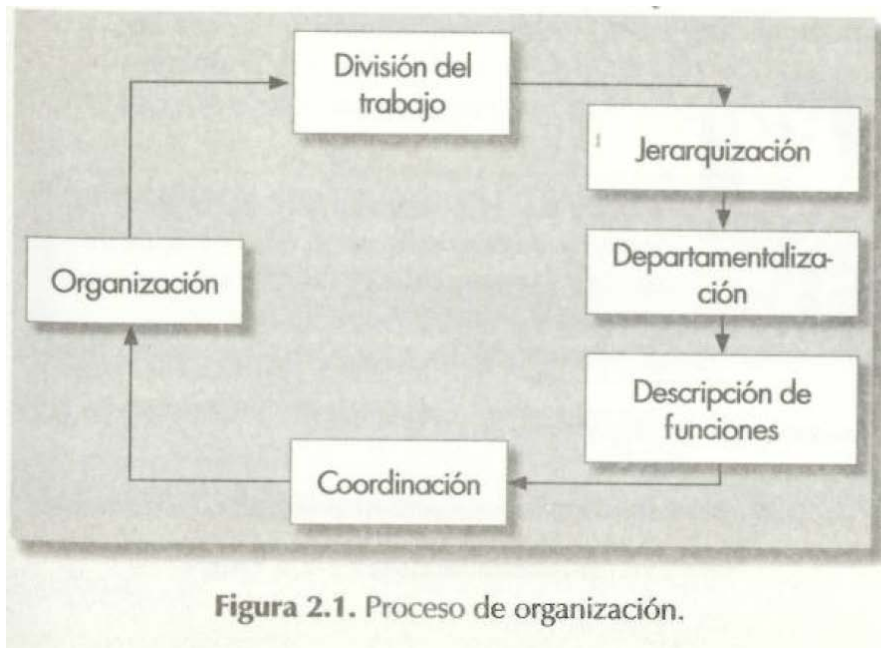 División del
trabajo
Jerarquización
Departamentaliza-
ción
Descripción de
funciones
Coordinación
Organización
Figura 2.1. Proceso de organización.